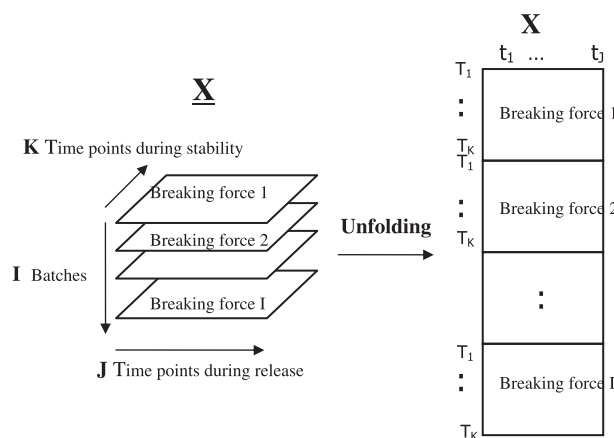 X
K Time points during stability
Breaking force 1
Breaking force 2
Breaking force I
I Batches
J Time points during release
Unfolding
X
t1 ... tJ
T1
⋮
TK
Breaking force 1
T1
⋮
TK
Breaking force 2
⋮
T1
⋮
TK
Breaking force I